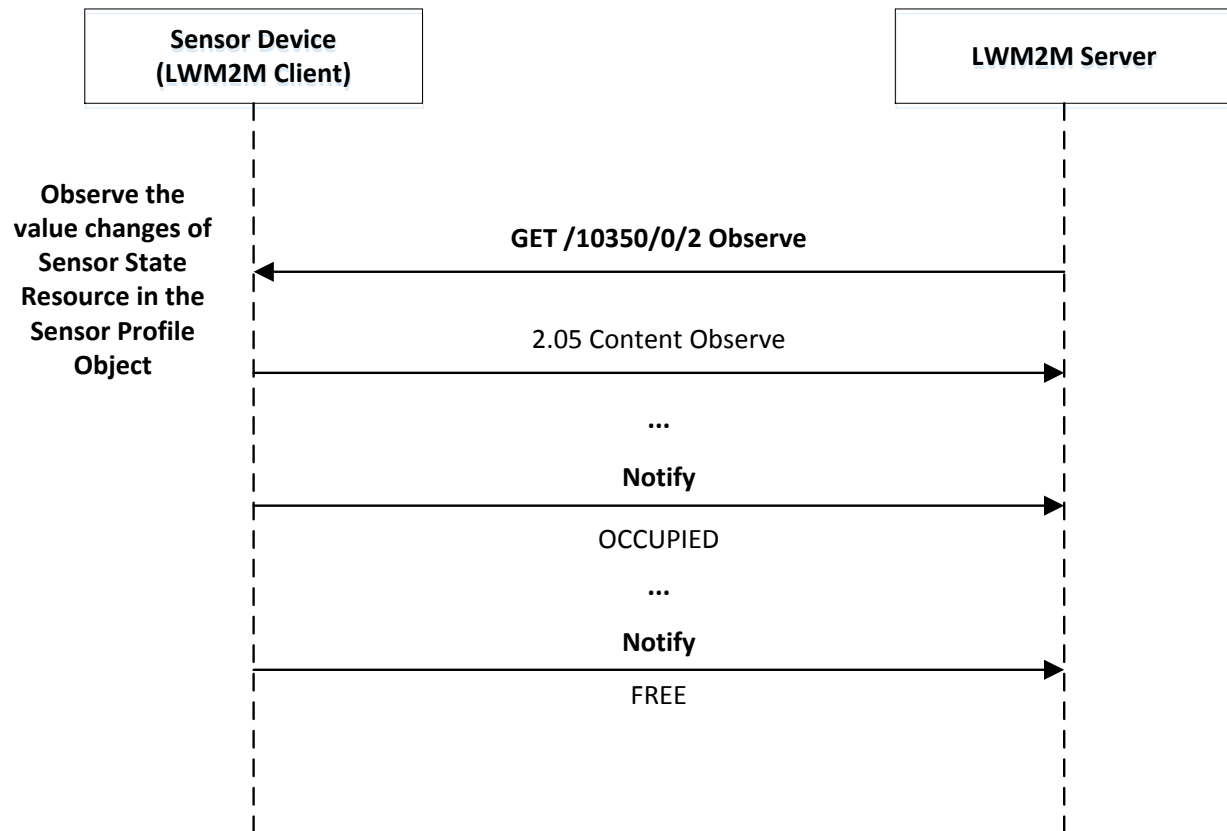 Sensor Device
(LWM2M Client)
LWM2M Server
Observe the
value changes of
Sensor State
Resource in the
Sensor Profile
Object
GET /10350/0/2 Observe
2.05 Content Observe
...
Notify
OCCUPIED
...
Notify
FREE